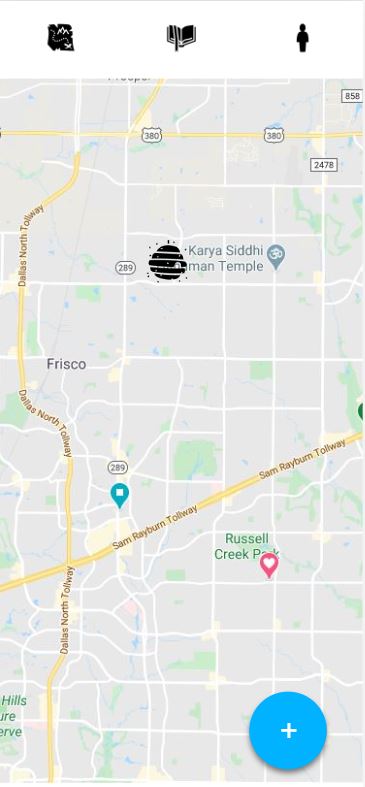 Prosper
858
380
380
2478
Dallas North Tollway
289
Karya Siddhi
man Temple
Frisco
Dallas North Tollway
289
Sam Rayburn Tollway
Sam Rayburn Tollway
Russell
Creek Park
Dallas North Tollway
Hills
ure
erve
+